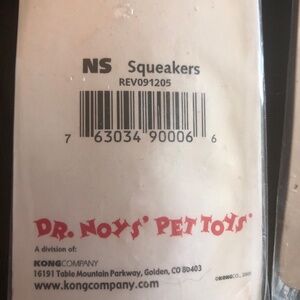 NS Squeakers
REV091205
7 63034 90006 6
DR. NOYS' PET TOYS
A division of:
KONGCOMPANY
16191 Table Mountain Parkway, Golden, CO 80403
©KONGCO.,
www.kongcompany.com